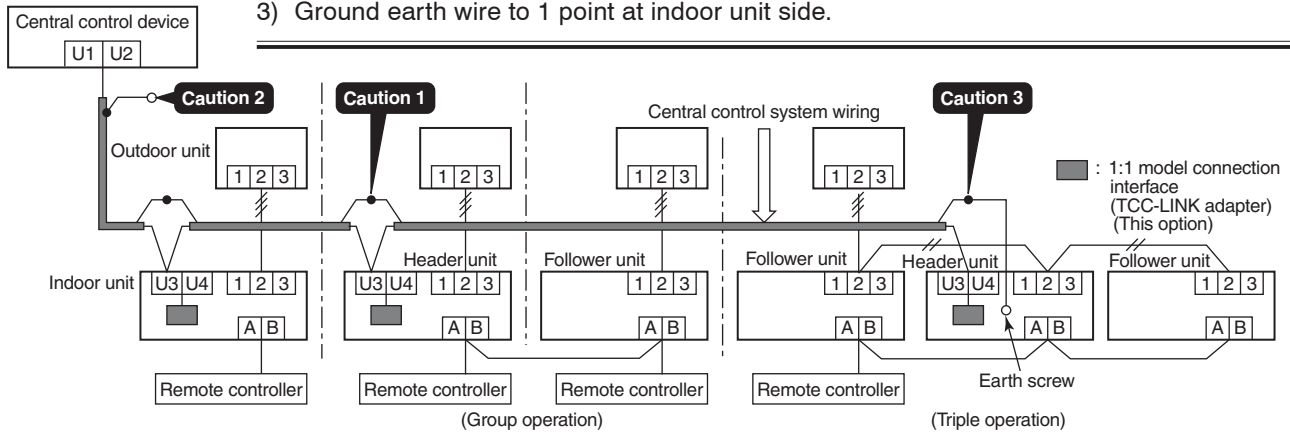 3) Ground earth wire to 1 point at indoor unit side.
Central control device
U1 U2
Caution 2
Caution 1
Central control system wiring
Caution 3
Outdoor unit
1 2 3
1 2 3
1 2 3
1 2 3
: 1:1 model connection
interface
(TCC-LINK adapter)
(This option)
Indoor unit
U3 U4 1 2 3
A B
Remote controller
Header unit
U3 U4 1 2 3
A B
Remote controller
Follower unit
1 2 3
A B
Remote controller
(Group operation)
Follower unit
1 2 3
A B
Remote controller
Header unit
U3 U4 1 2 3
A B
Earth screw
Follower unit
1 2 3
A B
(Triple operation)